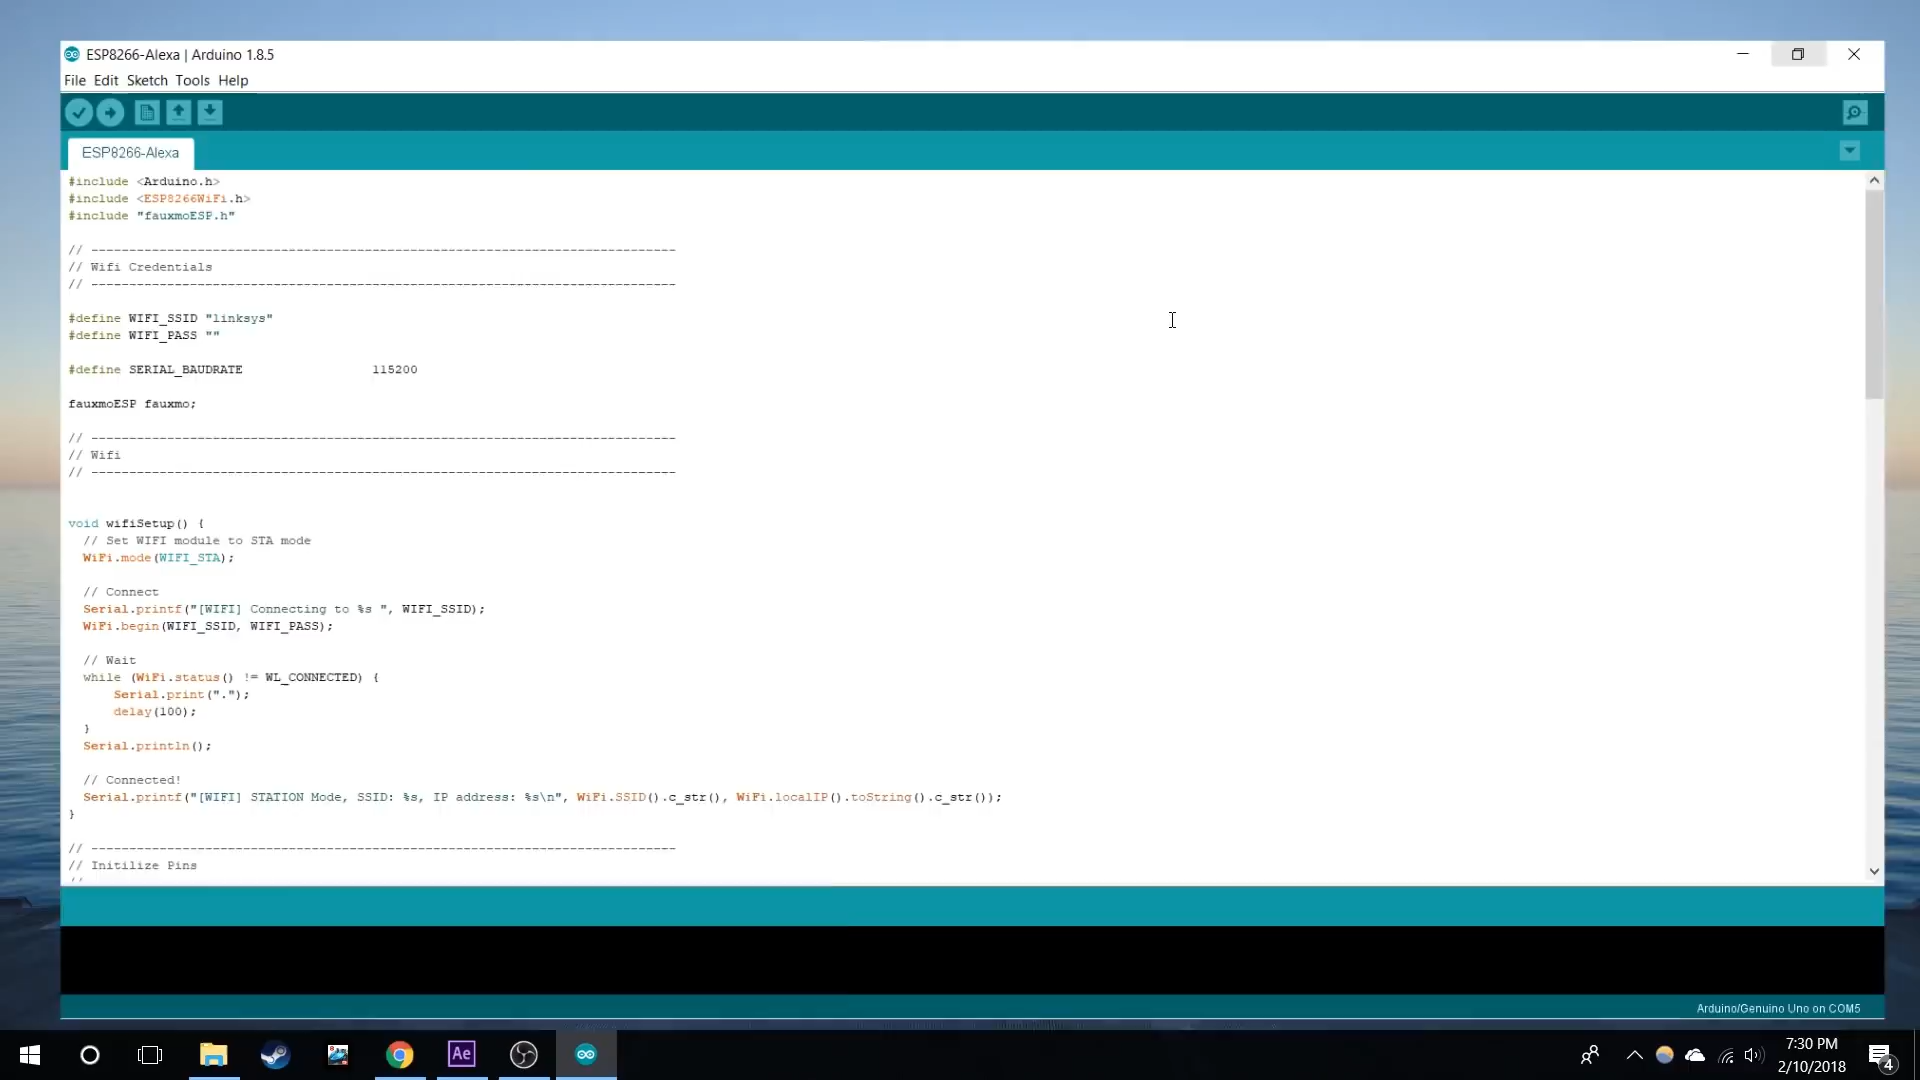 ESP8266-Alexa | Arduino 1.8.5
File Edit Sketch Tools Help
ESP8266-Alexa
#include <Arduino.h>
#include <ESP8266WiFi.h>
#include "fauxmoESP.h"
// -----------------------------------------------------------------------------
// Wifi Credentials
// -----------------------------------------------------------------------------
#define WIFI_SSID "linksys"
#define WIFI_PASS ""
#define SERIAL_BAUDRATE 115200
fauxmoESP fauxmo;
// -----------------------------------------------------------------------------
// Wifi
// -----------------------------------------------------------------------------
void wifiSetup() {
// Set WIFI module to STA mode
WiFi.mode(WIFI_STA);
// Connect
Serial.printf("[WIFI] Connecting to %s ", WIFI_SSID);
WiFi.begin(WIFI_SSID, WIFI_PASS);
// Wait
while (WiFi.status() != WL_CONNECTED) {
Serial.print(".");
delay(100);
}
Serial.println();
// Connected!
Serial.printf("[WIFI] STATION Mode, SSID: %s, IP address: %s\n", WiFi.SSID().c_str(), WiFi.localIP().toString().c_str());
}
// -----------------------------------------------------------------------------
// Initilize Pins
//
Arduino/Genuino Uno on COM5
Ae
7:30 PM
2/10/2018
4